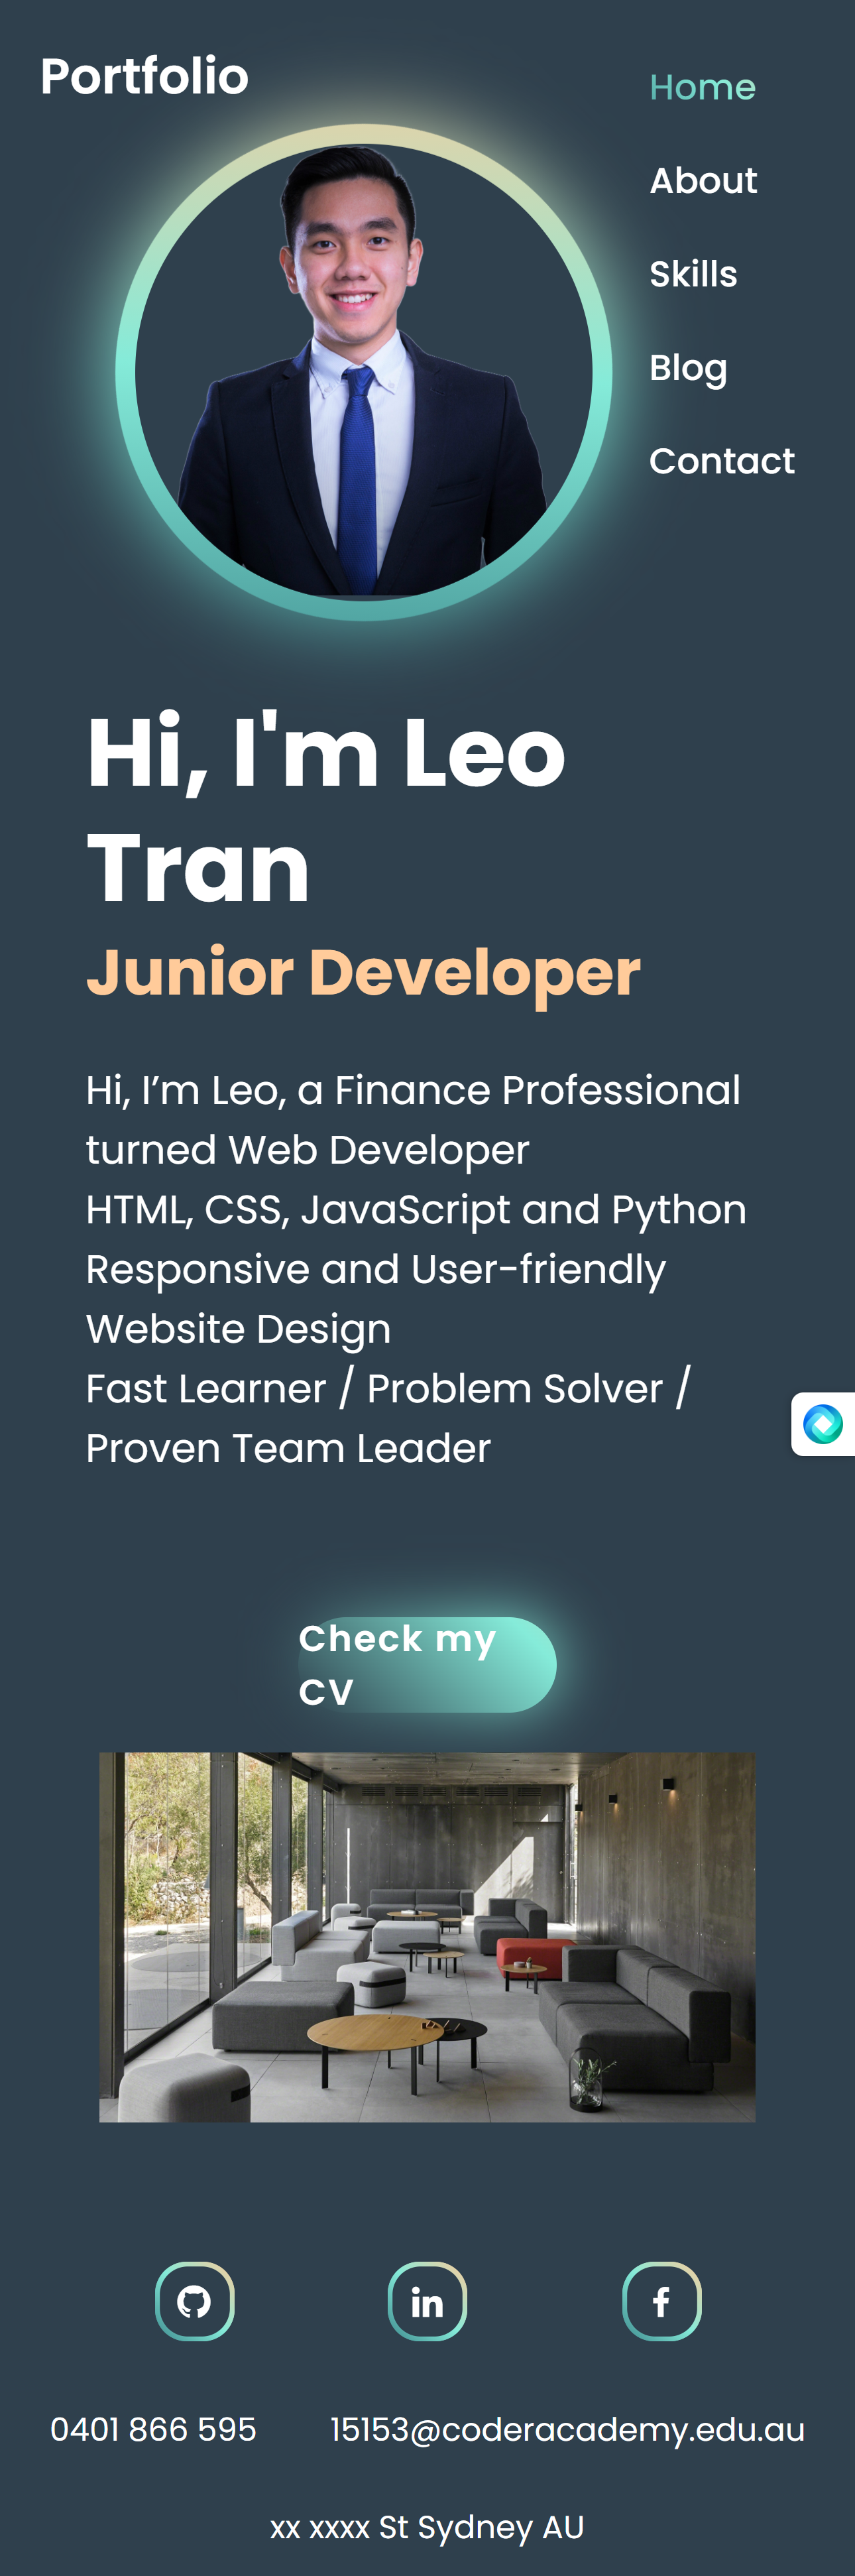 Portfolio
Home
About
Skills
Blog
Contact
Hi, I'm Leo
Tran
Junior Developer
Hi, I’m Leo, a Finance Professional
turned Web Developer
HTML, CSS, JavaScript and Python
Responsive and User-friendly
Website Design
Fast Learner / Problem Solver /
Proven Team Leader
Check my
CV
in
f
0401 866 595
15153@coderacademy.edu.au
xx xxxx St Sydney AU